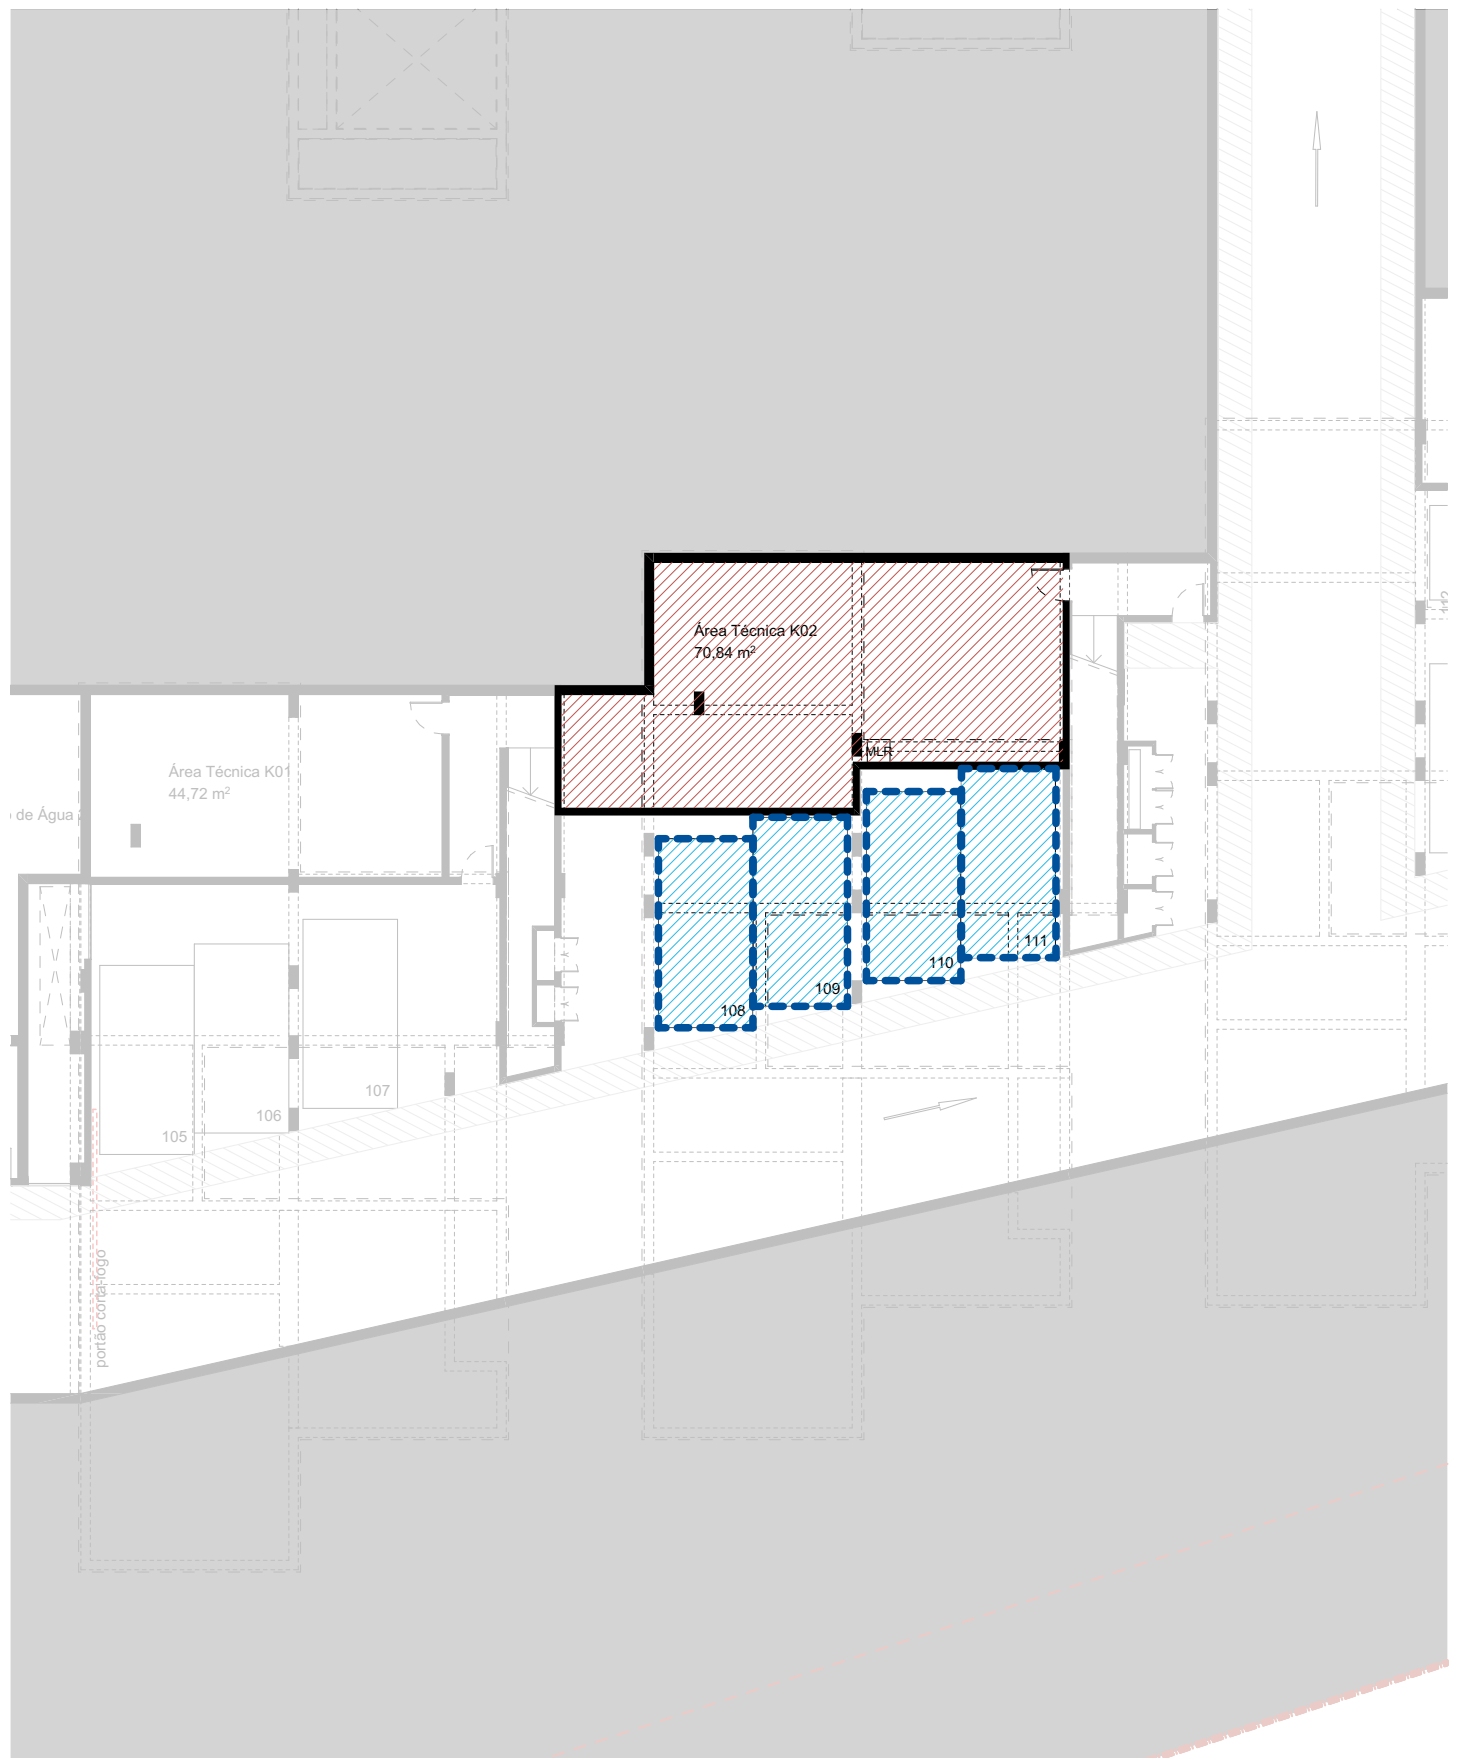 Área Técnica K02
70,84 m²
MLR
Área Técnica K01
44,72 m²
de Água
112
111
110
109
108
107
106
105
portão corta-fogo